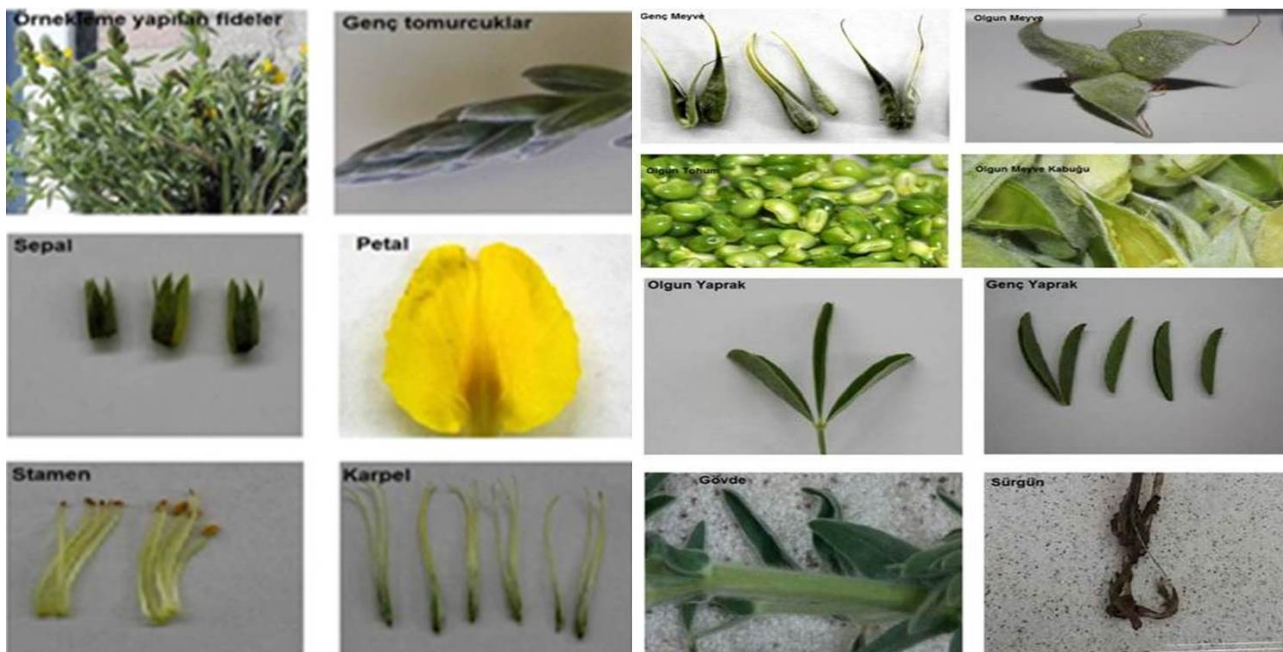 Örnekleme yapılan fideler
Genç tomurcuklar
Genç Meyve
Olgun Meyve
Olgun Tohum
Olgun Meyve Kabuğu
Sepal
Petal
Olgun Yaprak
Genç Yaprak
Stamen
Karpel
Gövde
Sürgün